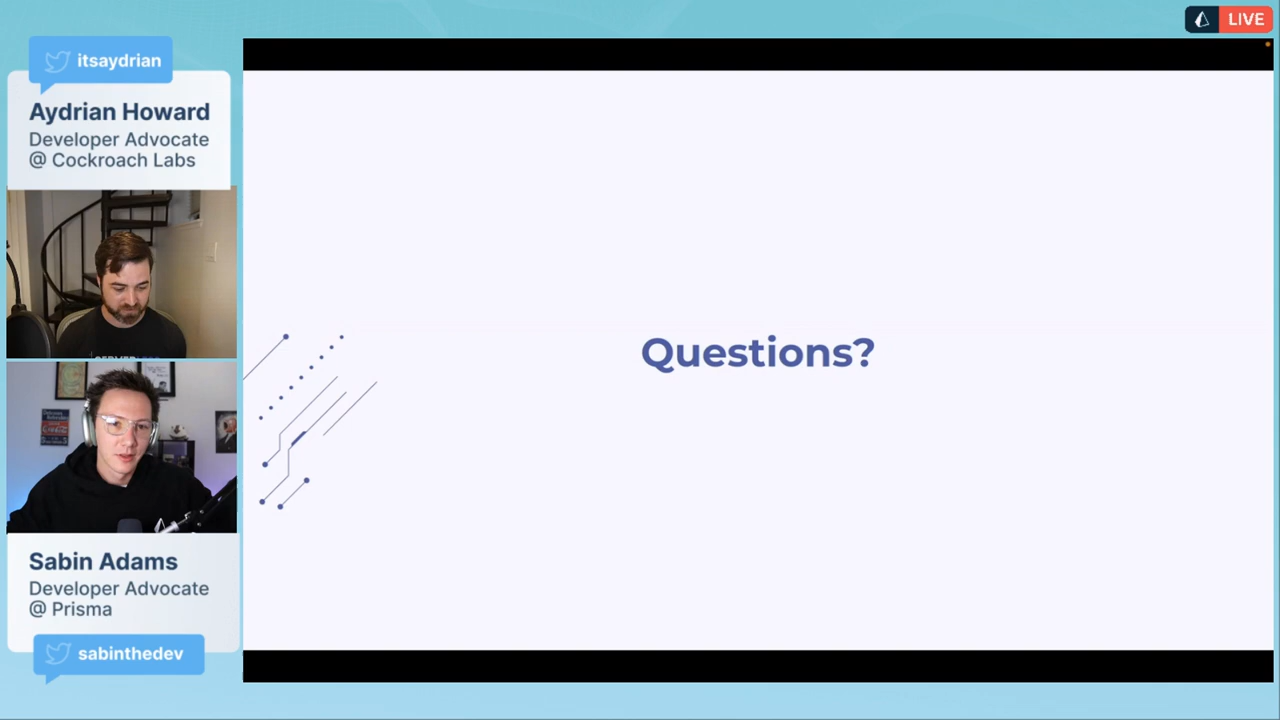 LIVE
itsaydrian
Aydrian Howard
Developer Advocate
@ Cockroach Labs
Questions?
Sabin Adams
Developer Advocate
@ Prisma
sabinthedev